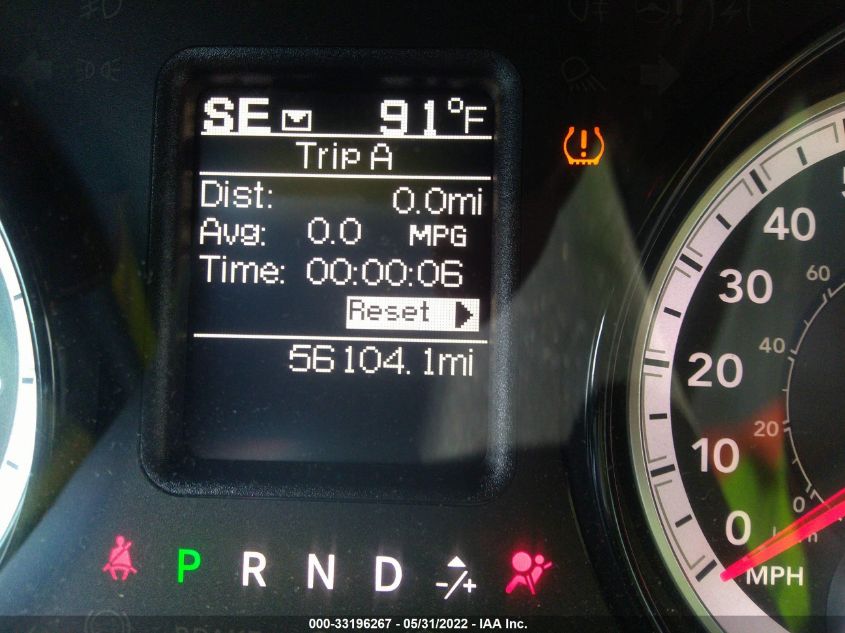 SE 91°F
Trip A
Dist: 0.0mi
Avg: 0.0 MPG
Time: 00:00:06
Reset
56104.1mi
P R N D -/+
40
30
20
10
0
MPH
60
40
20
0
000-33196267 - 05/31/2022 - IAA Inc.